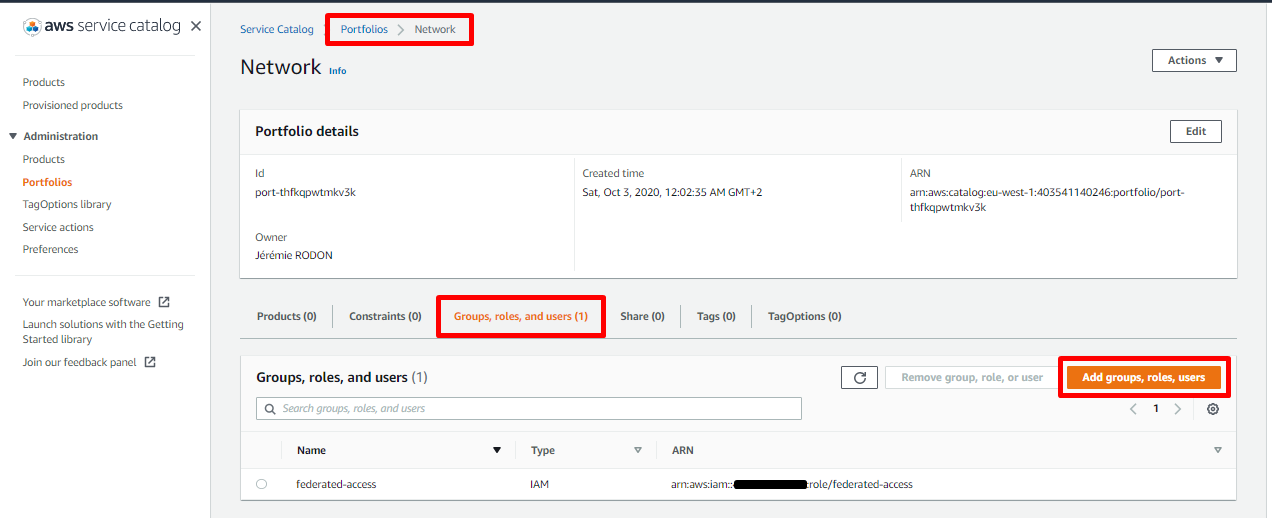 aws service catalog
Service Catalog
Portfolios
Network
Network Info
Actions
Products
Provisioned products
Administration
Products
Portfolios
TagOptions library
Service actions
Preferences
Your marketplace software
Launch solutions with the Getting
Started library
Join our feedback panel
Portfolio details
Edit
Id
port-thfkqpwtmkv3k
Created time
Sat, Oct 3, 2020, 12:02:35 AM GMT+2
ARN
arn:aws:catalog:eu-west-1:403541140246:portfolio/port-
thfkqpwtmkv3k
Owner
Jérémie RODON
Products (0)
Constraints (0)
Groups, roles, and users (1)
Share (0)
Tags (0)
TagOptions (0)
Groups, roles, and users (1)
Remove group, role, or user
Add groups, roles, users
Search groups, roles, and users
1
Name
Type
ARN
federated-access
IAM
arn:aws:iam:: :role/federated-access